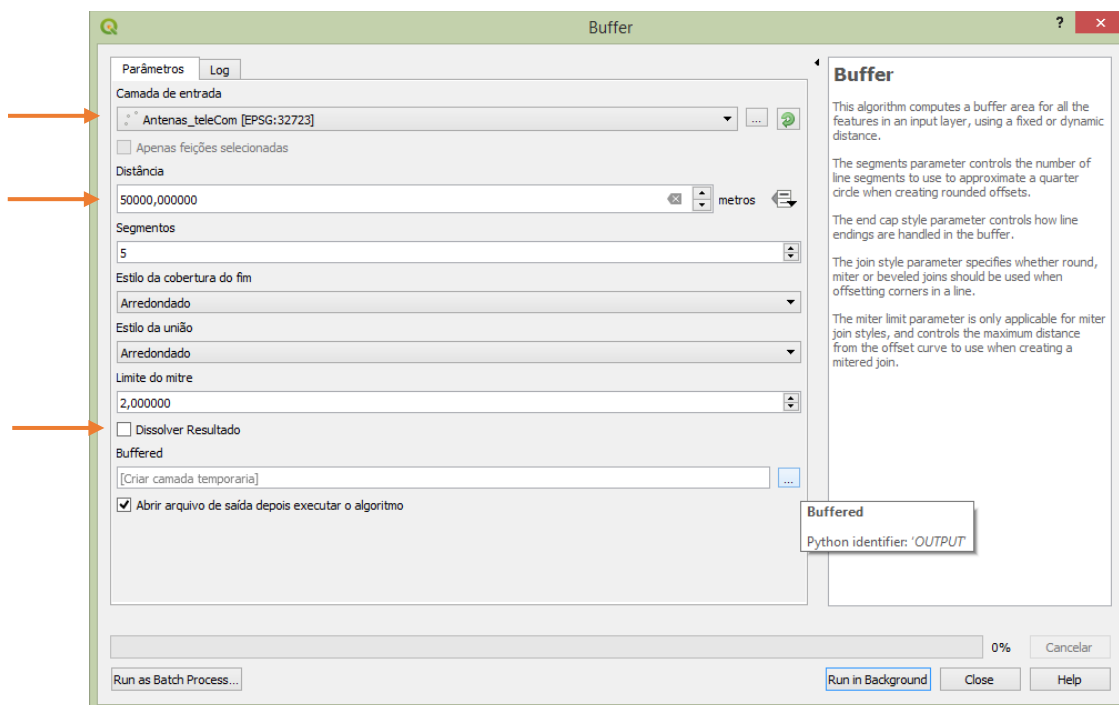 Buffer
?
×
Parâmetros
Log
Camada de entrada
Antenas_teleCom [EPSG:32723]
...
Apenas feições selecionadas
Distância
50000,000000
metros
Segmentos
5
Estilo da cobertura do fim
Arredondado
Estilo da união
Arredondado
Limite do mitre
2,000000
Dissolver Resultado
Buffered
[Criar camada temporaria]
...
Abrir arquivo de saída depois executar o algoritmo
Buffer
This algorithm computes a buffer area for all the
features in an input layer, using a fixed or dynamic
distance.
The segments parameter controls the number of
line segments to use to approximate a quarter
circle when creating rounded offsets.
The end cap style parameter controls how line
endings are handled in the buffer.
The join style parameter specifies whether round,
miter or beveled joins should be used when
offsetting corners in a line.
The miter limit parameter is only applicable for miter
join styles, and controls the maximum distance
from the offset curve to use when creating a
mitered join.
Buffered
Python identifier: 'OUTPUT'
0%
Cancelar
Run as Batch Process...
Run in Background
Close
Help